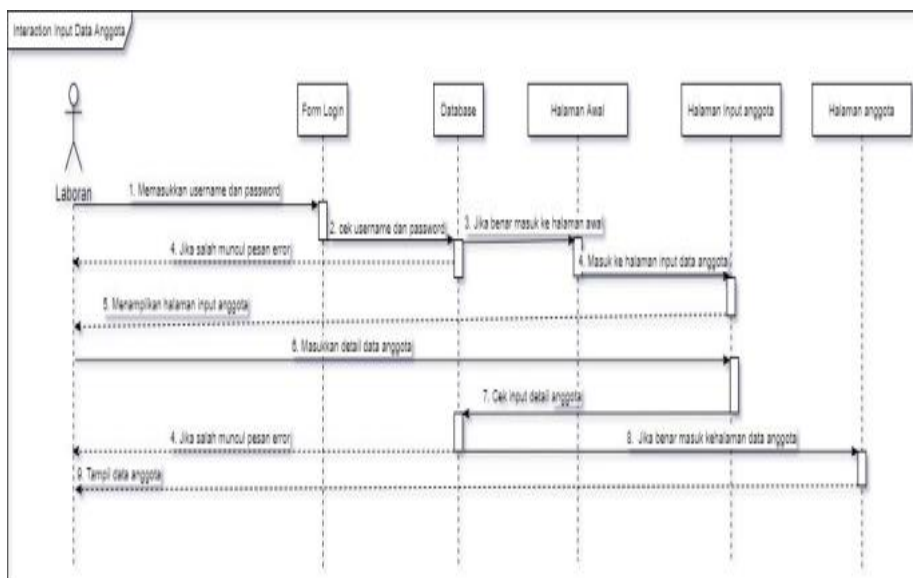 Interaction Input Data Anggota
Form Login
Database
Halaman Awal
Halaman Input anggota
Halaman anggota
Laboran
1. Memasukkan username dan password
2. cek username dan password
3. Jika benar masuk ke halaman awal
4. Jika salah muncul pesan error
4. Masuk ke halaman input data anggota
5. Menampilkan halaman input anggota
6. Masukkan detail data anggota
7. Cek input detail anggota
4. Jika salah muncul pesan error
8. Jika benar masuk kehalaman data anggota
9. Tampil data anggota